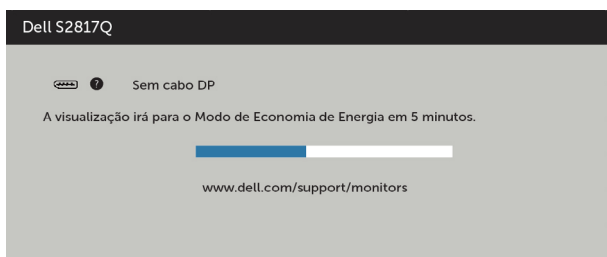 Dell S2817Q
? Sem cabo DP
A visualização irá para o Modo de Economia de Energia em 5 minutos.
www.dell.com/support/monitors